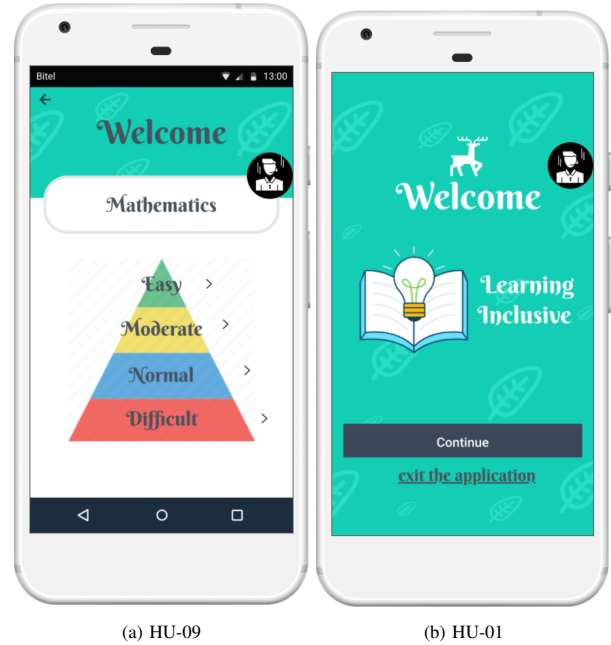 Bitel
13:00
Welcome
Mathematics
Easy
Moderate
Normal
Difficult
Welcome
Learning
Inclusive
Continue
exit the application
(a) HU-09
(b) HU-01